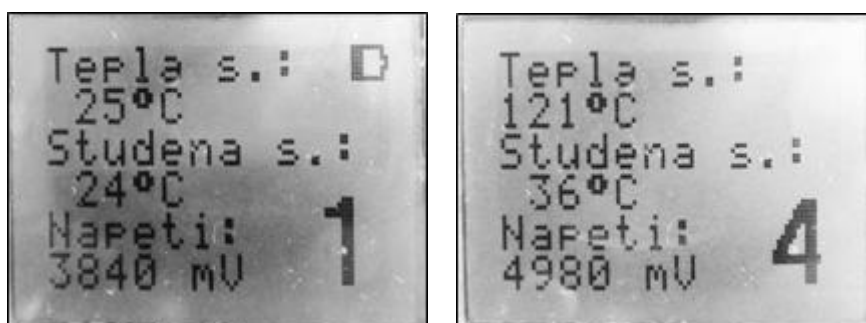 Tepla s.:
25°C
Studena s.:
24°C
Napeti:
3840 mV
1
Tepla s.:
121°C
Studena s.:
36°C
Napeti:
4980 mV
4